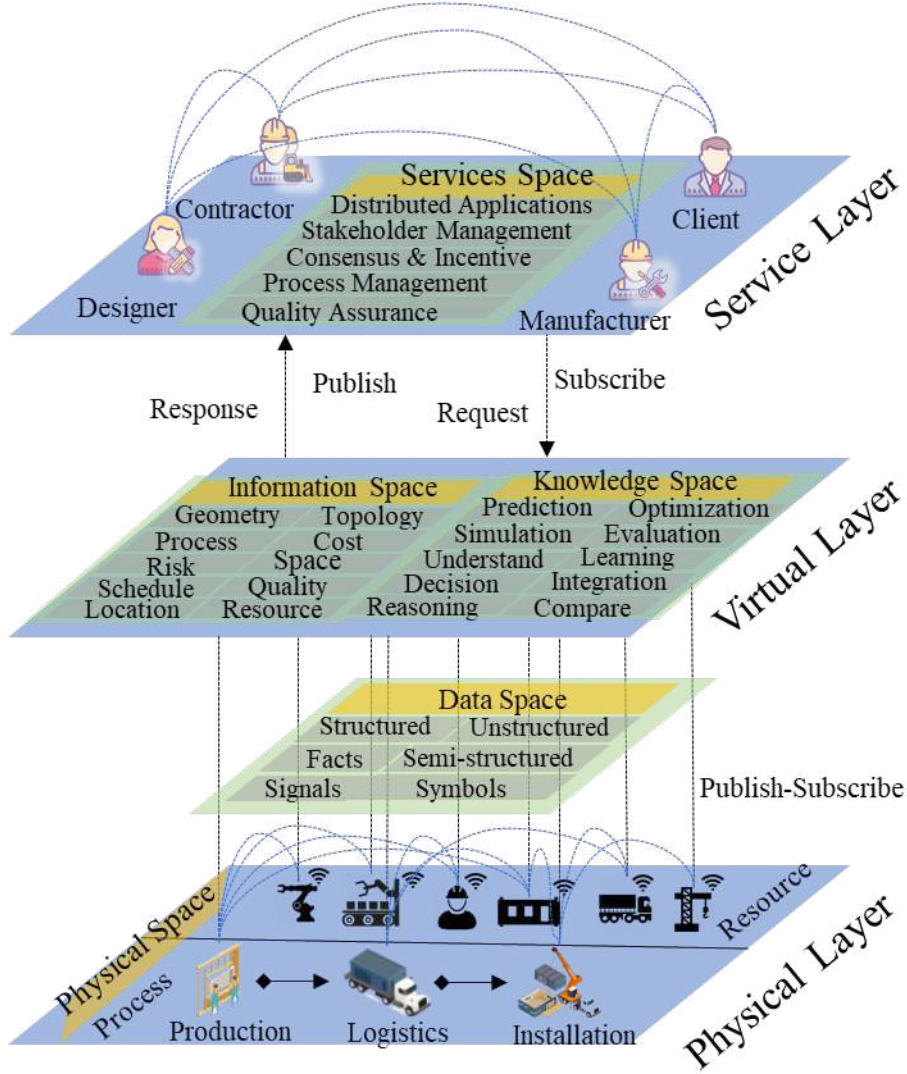 Services Space
Contractor
Distributed Applications
Client
Stakeholder Management
Consensus & Incentive
Process Management
Designer
Quality Assurance
Manufacturer
Service Layer
Response
Publish
Request
Subscribe
Information Space
Knowledge Space
Geometry Topology
Prediction Optimization
Process Cost
Simulation Evaluation
Risk Space
Understand Learning
Schedule Quality
Decision Integration
Location Resource
Reasoning Compare
Virtual Layer
Data Space
Structured Unstructured
Facts Semi-structured
Signals Symbols
Publish-Subscribe
Physical Space
Resource
Process
Production
Logistics
Installation
Physical Layer